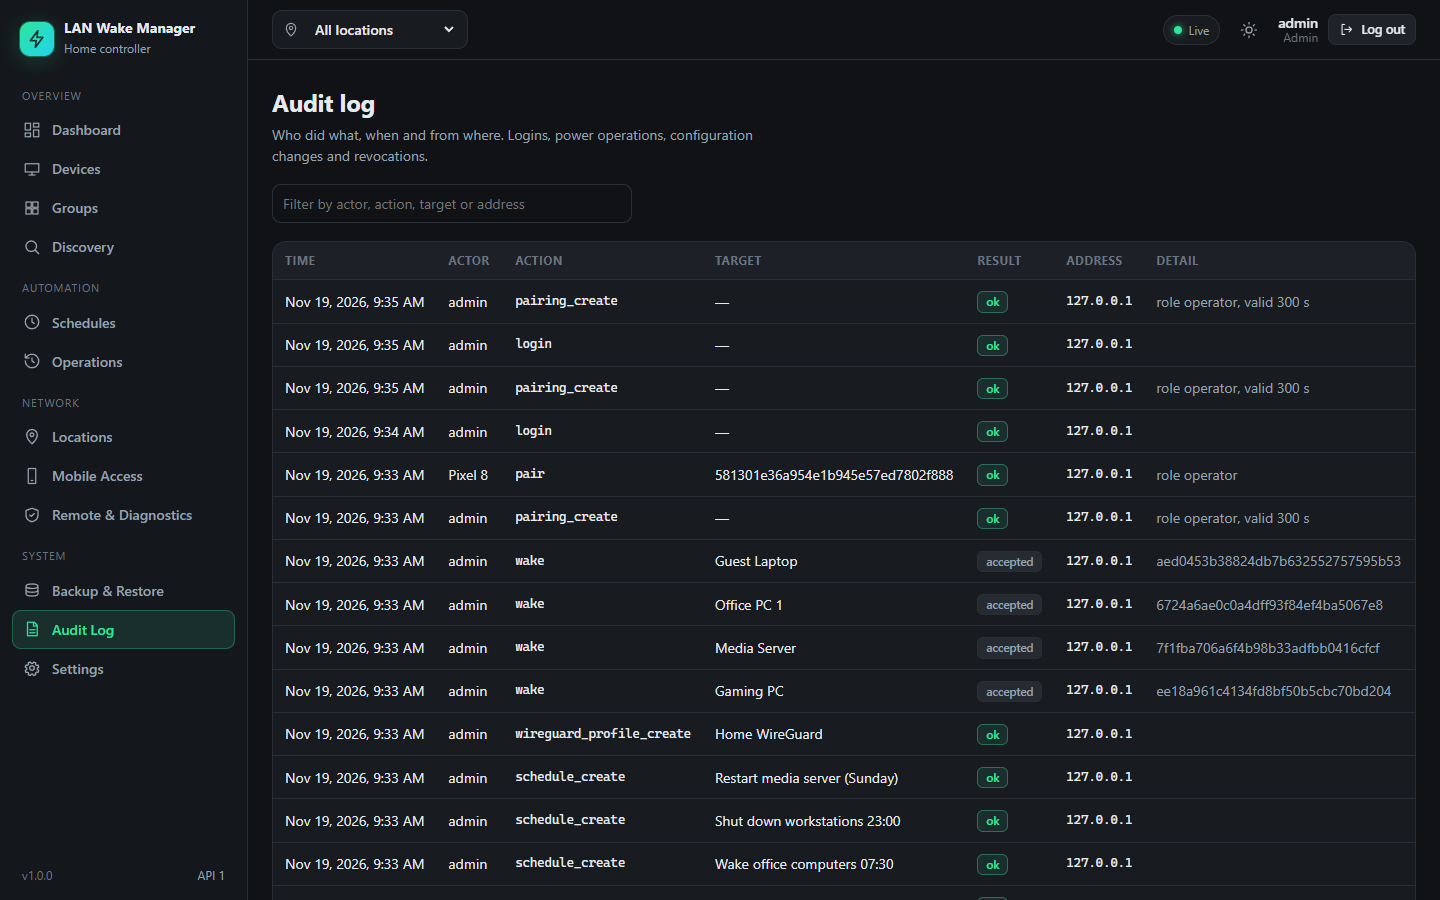 LAN Wake Manager
Home controller
OVERVIEW
Dashboard
Devices
Groups
Discovery
AUTOMATION
Schedules
Operations
NETWORK
Locations
Mobile Access
Remote & Diagnostics
SYSTEM
Backup & Restore
Audit Log
Settings
v1.0.0 API 1
All locations
Live
admin
Admin
Log out
Audit log
Who did what, when and from where. Logins, power operations, configuration
changes and revocations.
Filter by actor, action, target or address
TIME ACTOR ACTION TARGET RESULT ADDRESS DETAIL
Nov 19, 2026, 9:35 AM admin pairing_create — ok 127.0.0.1 role operator, valid 300 s
Nov 19, 2026, 9:35 AM admin login — ok 127.0.0.1
Nov 19, 2026, 9:35 AM admin pairing_create — ok 127.0.0.1 role operator, valid 300 s
Nov 19, 2026, 9:34 AM admin login — ok 127.0.0.1
Nov 19, 2026, 9:33 AM Pixel 8 pair 581301e36a954e1b945e57ed7802f888 ok 127.0.0.1 role operator
Nov 19, 2026, 9:33 AM admin pairing_create — ok 127.0.0.1 role operator, valid 300 s
Nov 19, 2026, 9:33 AM admin wake Guest Laptop accepted 127.0.0.1 aed0453b38824db7b632552757595b53
Nov 19, 2026, 9:33 AM admin wake Office PC 1 accepted 127.0.0.1 6724a6ae0c0a4dff93f84ef4ba5067e8
Nov 19, 2026, 9:33 AM admin wake Media Server accepted 127.0.0.1 7f1fba706a6f4b98b33adfbb0416cfcf
Nov 19, 2026, 9:33 AM admin wake Gaming PC accepted 127.0.0.1 ee18a961c4134fd8bf50b5cbc70bd204
Nov 19, 2026, 9:33 AM admin wireguard_profile_create Home WireGuard ok 127.0.0.1
Nov 19, 2026, 9:33 AM admin schedule_create Restart media server (Sunday) ok 127.0.0.1
Nov 19, 2026, 9:33 AM admin schedule_create Shut down workstations 23:00 ok 127.0.0.1
Nov 19, 2026, 9:33 AM admin schedule_create Wake office computers 07:30 ok 127.0.0.1